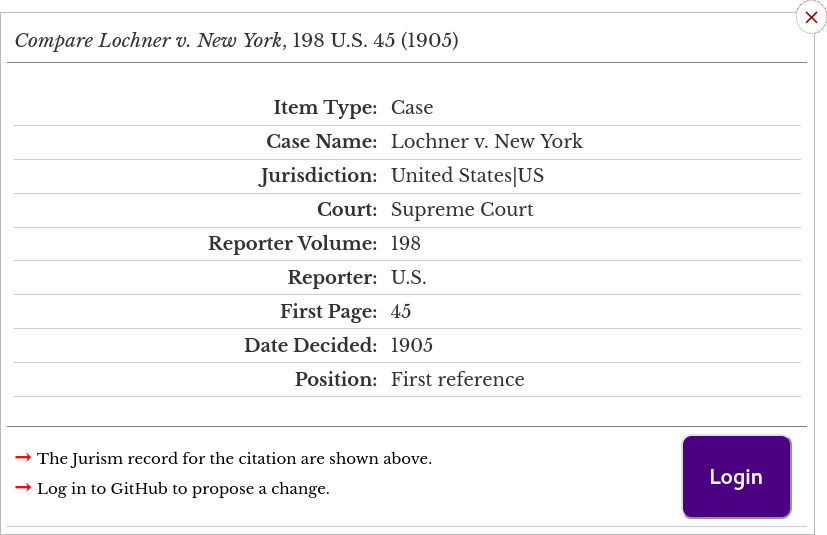 Compare Lochner v. New York, 198 U.S. 45 (1905)
Item Type: Case
Case Name: Lochner v. New York
Jurisdiction: United States|US
Court: Supreme Court
Reporter Volume: 198
Reporter: U.S.
First Page: 45
Date Decided: 1905
Position: First reference
→ The Jurism record for the citation are shown above.
→ Log in to GitHub to propose a change.
Login